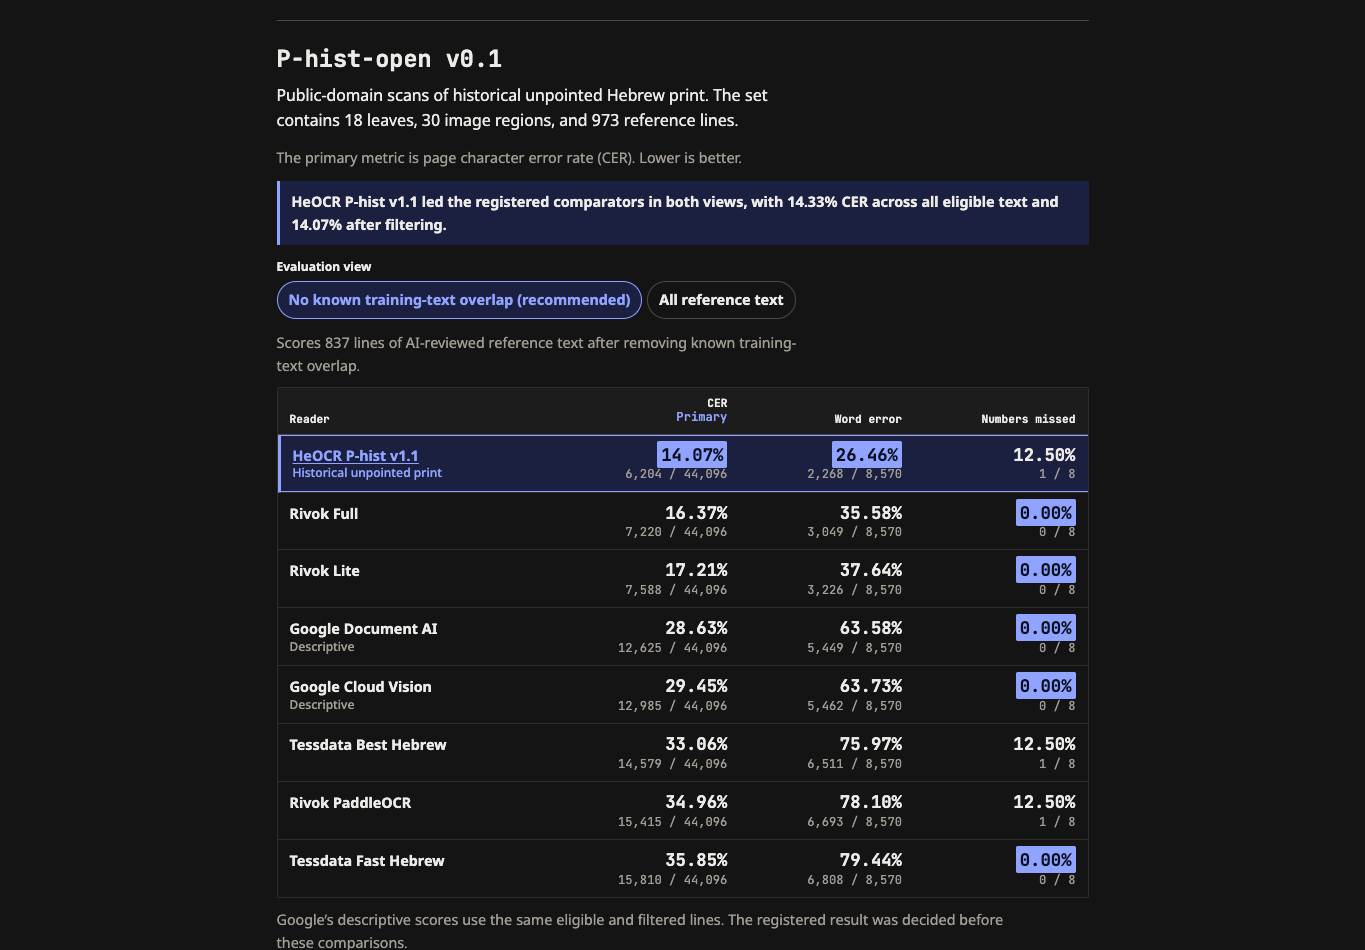 P-hist-open v0.1
Public-domain scans of historical unpointed Hebrew print. The set
contains 18 leaves, 30 image regions, and 973 reference lines.
The primary metric is page character error rate (CER). Lower is better.
HeOCR P-hist v1.1 led the registered comparators in both views, with 14.33% CER across all eligible text and
14.07% after filtering.
Evaluation view
No known training-text overlap (recommended) All reference text
Scores 837 lines of AI-reviewed reference text after removing known training-
text overlap.
CER
Reader Primary Word error Numbers missed
HeOCR P-hist v1.1 14.07% 26.46% 12.50%
Historical unpointed print 6,204 / 44,096 2,268 / 8,570 1 / 8
Rivok Full 16.37% 35.58% 0.00%
7,220 / 44,096 3,049 / 8,570 0 / 8
Rivok Lite 17.21% 37.64% 0.00%
7,588 / 44,096 3,226 / 8,570 0 / 8
Google Document AI 28.63% 63.58% 0.00%
Descriptive 12,625 / 44,096 5,449 / 8,570 0 / 8
Google Cloud Vision 29.45% 63.73% 0.00%
Descriptive 12,985 / 44,096 5,462 / 8,570 0 / 8
Tessdata Best Hebrew 33.06% 75.97% 12.50%
14,579 / 44,096 6,511 / 8,570 1 / 8
Rivok PaddleOCR 34.96% 78.10% 12.50%
15,415 / 44,096 6,693 / 8,570 1 / 8
Tessdata Fast Hebrew 35.85% 79.44% 0.00%
15,810 / 44,096 6,808 / 8,570 0 / 8
Google’s descriptive scores use the same eligible and filtered lines. The registered result was decided before
these comparisons.